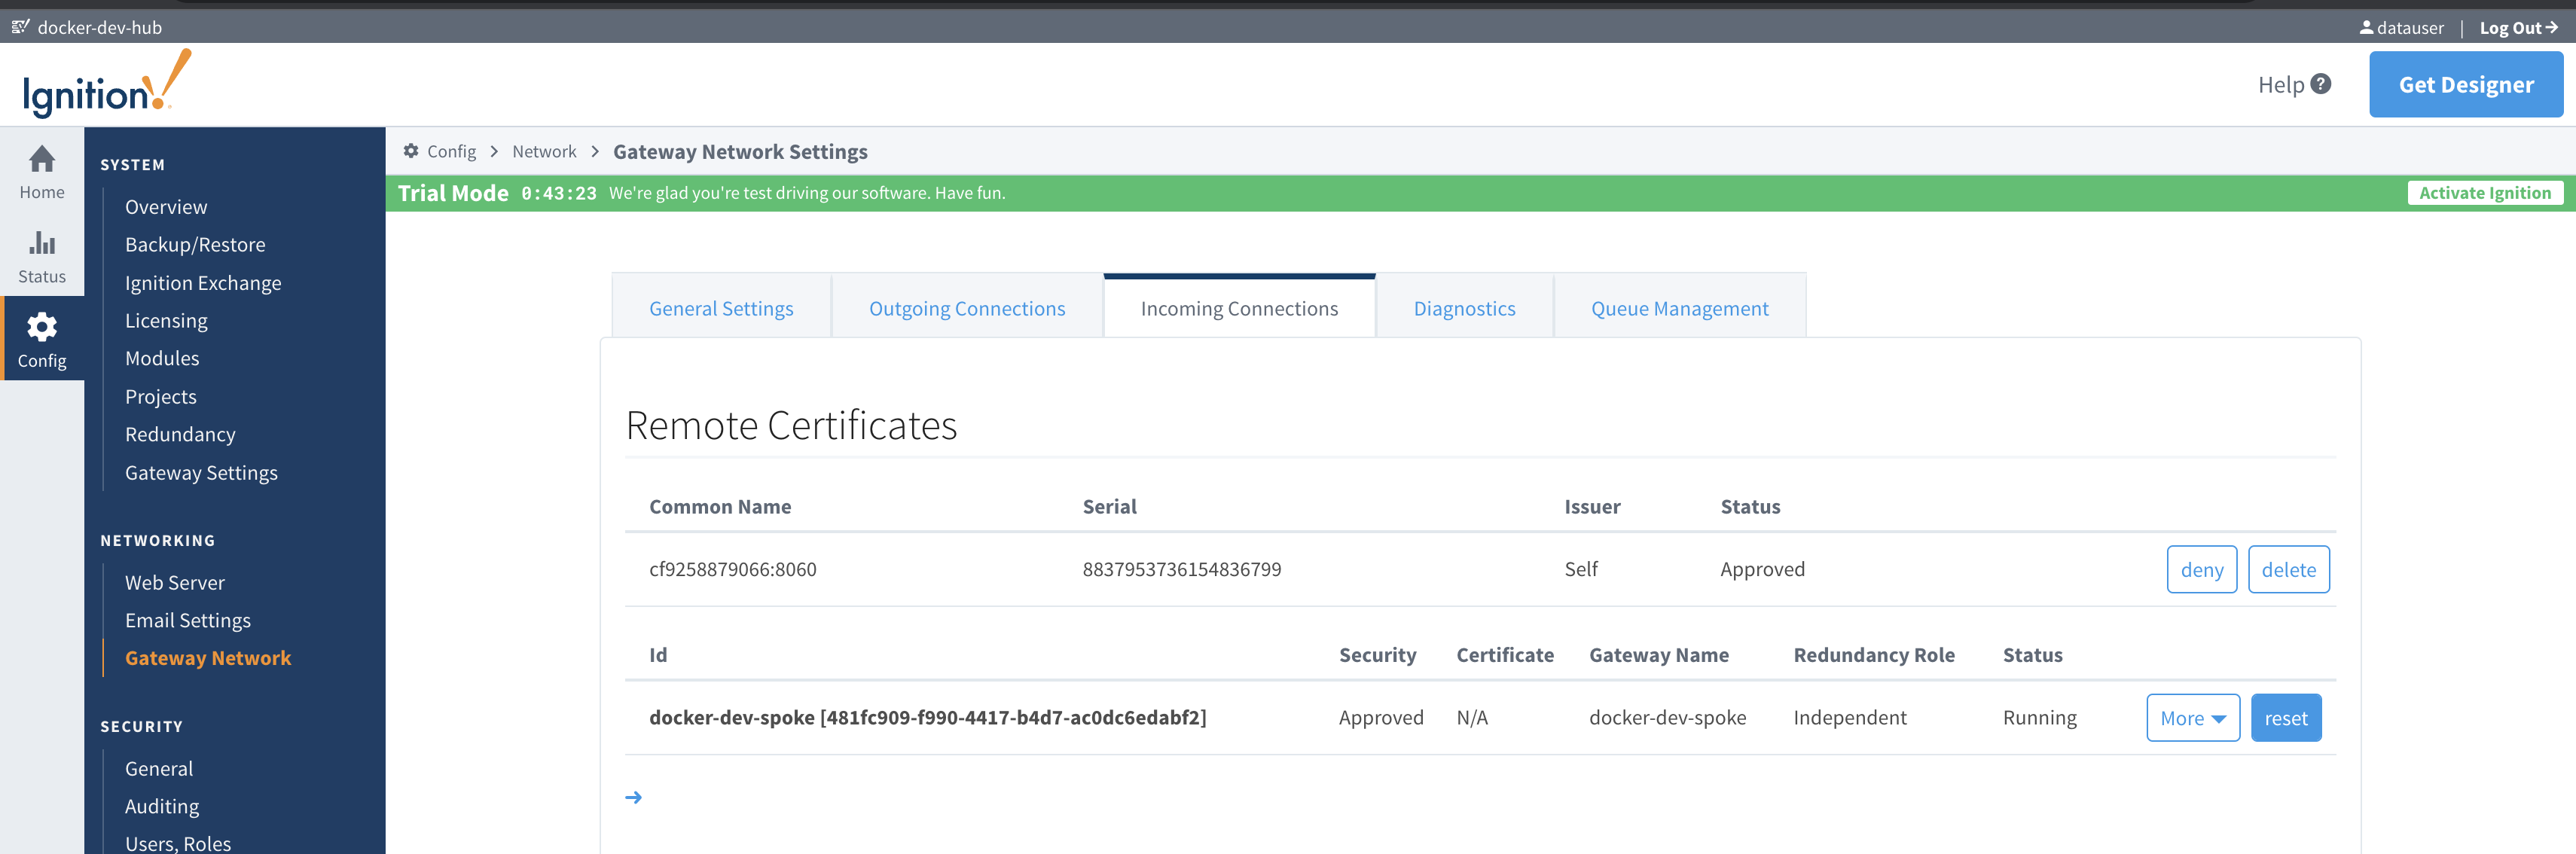 docker-dev-hub
datauser | Log Out
Ignition!
Help ?
Get Designer
Home
Status
Config
SYSTEM
Overview
Backup/Restore
Ignition Exchange
Licensing
Modules
Projects
Redundancy
Gateway Settings
NETWORKING
Web Server
Email Settings
Gateway Network
SECURITY
General
Auditing
Users, Roles
Config > Network > Gateway Network Settings
Trial Mode 0:43:23 We're glad you're test driving our software. Have fun.
Activate Ignition
General Settings
Outgoing Connections
Incoming Connections
Diagnostics
Queue Management
Remote Certificates
Common Name Serial Issuer Status
cf9258879066:8060 8837953736154836799 Self Approved deny delete
Id Security Certificate Gateway Name Redundancy Role Status
docker-dev-spoke [481fc909-f990-4417-b4d7-ac0dc6edabf2] Approved N/A docker-dev-spoke Independent Running More reset